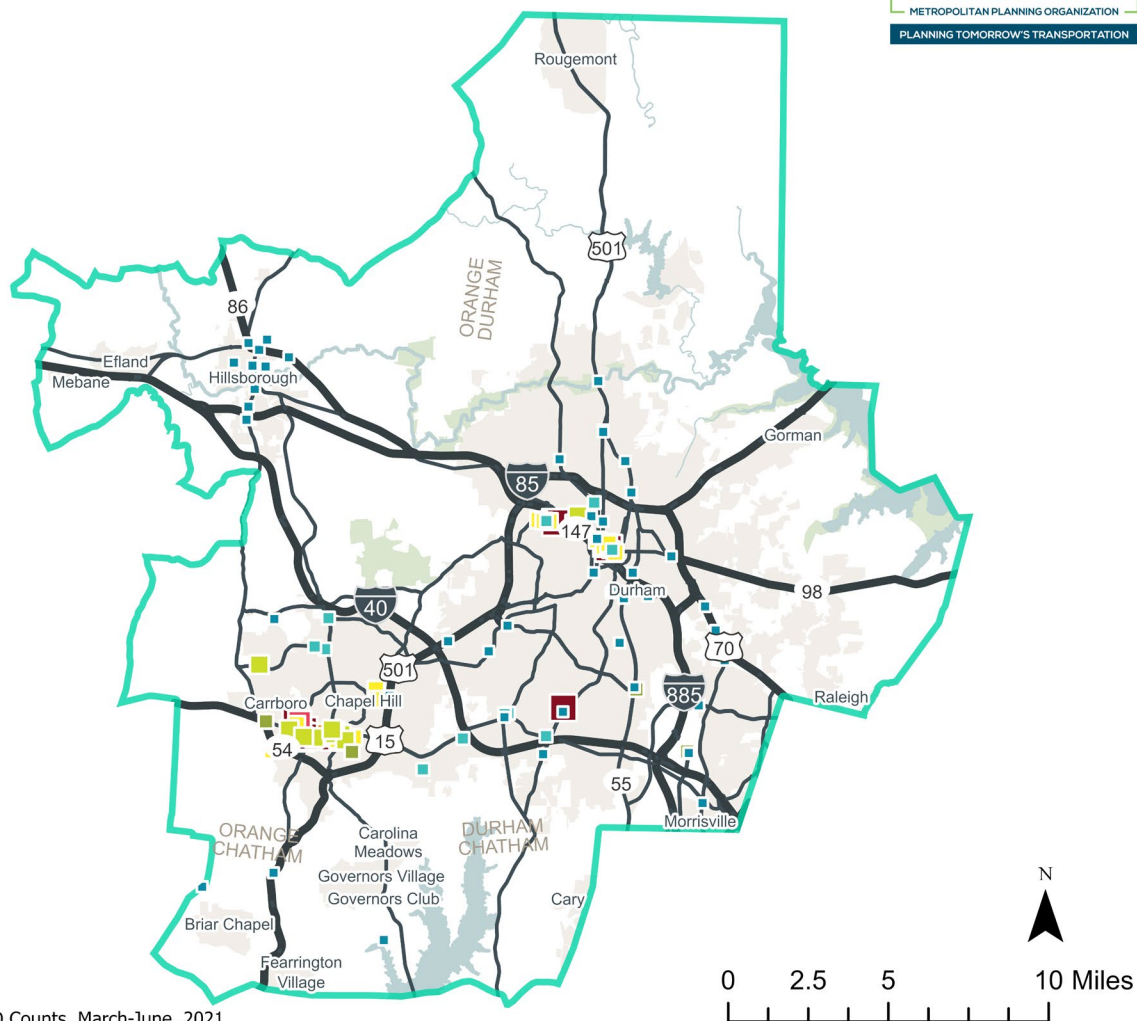 METROPOLITAN PLANNING ORGANIZATION
PLANNING TOMORROW'S TRANSPORTATION
Rougemont
501
ORANGE
DURHAM
86
Efland
Mebane
Hillsborough
Gorman
85
147
Durham
98
40
70
501
885
Raleigh
Carrboro
Chapel Hill
54
15
55
Morrisville
ORANGE
CHATHAM
DURHAM
CHATHAM
Carolina
Meadows
Governors Village
Governors Club
Cary
Briar Chapel
Fearrington
Village
N
0 2.5 5 10 Miles
Counts, March-June, 2021